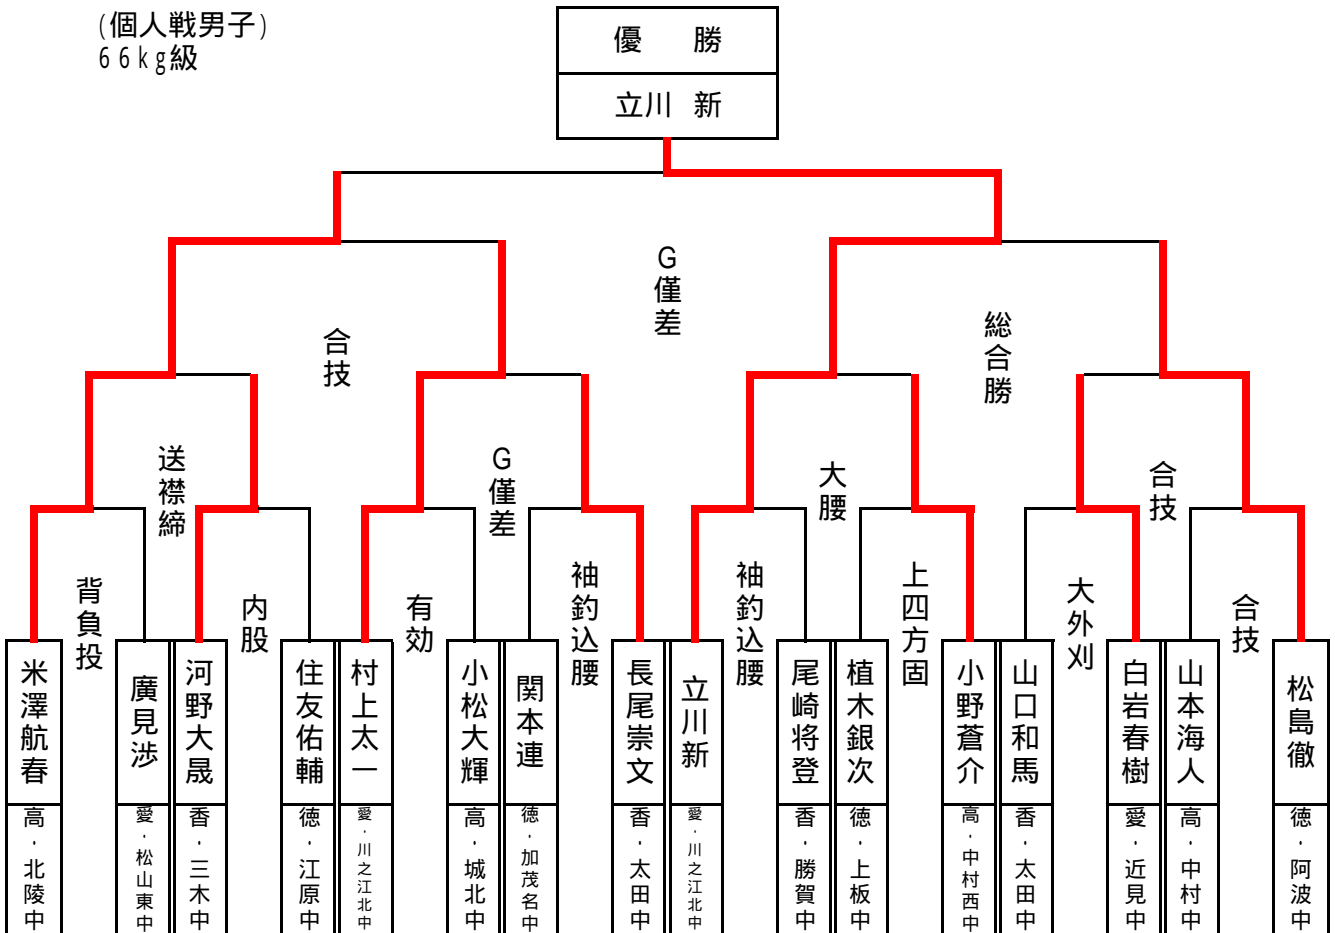 (個人戦男子)
66kg級
優 勝
立川 新
G僅差
合技
総合勝
送襟締
G僅差
大腰
合技
背負投
内股
有効
袖釣込腰
袖釣込腰
上四方固
大外刈
合技
米澤航春
廣見渉
河野大晟
住友佑輔
村上太一
小松大輝
関本連
長尾崇文
立川新
尾崎将登
植木銀次
小野蒼介
山口和馬
白岩春樹
山本海人
松島徹
高・北陵中
愛・松山東中
香・三木中
徳・江原中
愛・川之江北中
高・城北中
徳・加茂名中
香・太田中
愛・川之江北中
香・勝賀中
徳・上板中
高・中村西中
香・太田中
愛・近見中
高・中村中
徳・阿波中